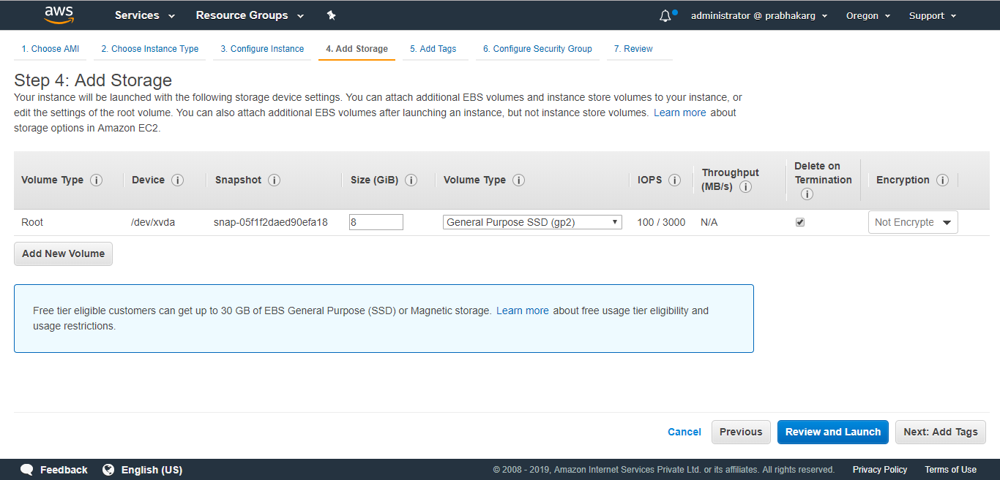 aws Services Resource Groups administrator @ prabhakarg Oregon Support
1. Choose AMI 2. Choose Instance Type 3. Configure Instance 4. Add Storage 5. Add Tags 6. Configure Security Group 7. Review
Step 4: Add Storage
Your instance will be launched with the following storage device settings. You can attach additional EBS volumes and instance store volumes to your instance, or
edit the settings of the root volume. You can also attach additional EBS volumes after launching an instance, but not instance store volumes. Learn more about
storage options in Amazon EC2.
Volume Type i Device i Snapshot i Size (GiB) i Volume Type i IOPS i Throughput (MB/s) i Delete on Termination i Encryption i
Root /dev/xvda snap-05f1f2daed90efa18 8 General Purpose SSD (gp2) 100 / 3000 N/A Not Encrypte
Add New Volume
Free tier eligible customers can get up to 30 GB of EBS General Purpose (SSD) or Magnetic storage. Learn more about free usage tier eligibility and
usage restrictions.
Cancel Previous Review and Launch Next: Add Tags
Feedback English (US) © 2008 - 2019, Amazon Internet Services Private Ltd. or its affiliates. All rights reserved. Privacy Policy Terms of Use